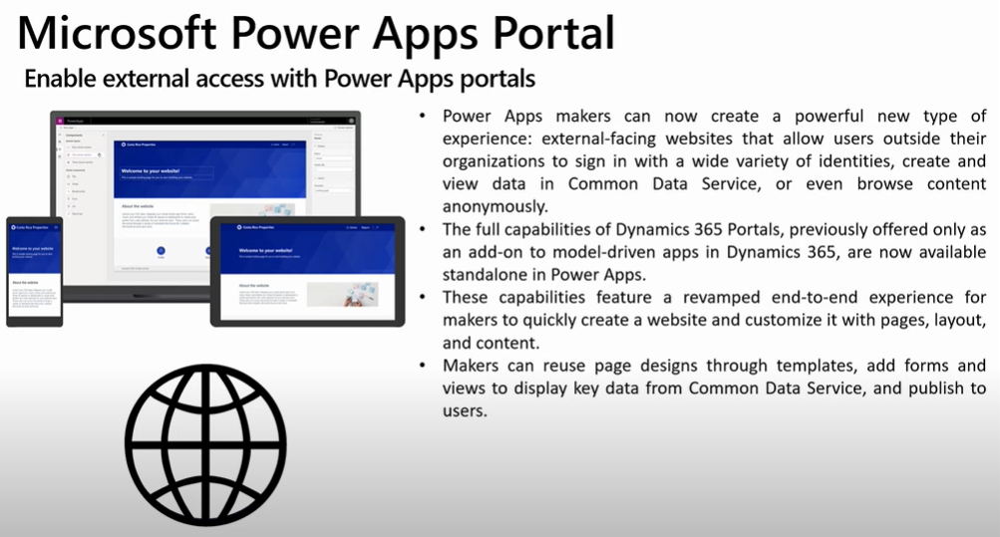 Microsoft Power Apps Portal
Enable external access with Power Apps portals
• Power Apps makers can now create a powerful new type of
experience: external-facing websites that allow users outside their
organizations to sign in with a wide variety of identities, create and
view data in Common Data Service, or even browse content
anonymously.
• The full capabilities of Dynamics 365 Portals, previously offered only as
an add-on to model-driven apps in Dynamics 365, are now available
standalone in Power Apps.
• These capabilities feature a revamped end-to-end experience for
makers to quickly create a website and customize it with pages, layout,
and content.
• Makers can reuse page designs through templates, add forms and
views to display key data from Common Data Service, and publish to
users.
Welcome to your website!
About the website
Welcome to your website!
About the website
Welcome to your website!
About the website